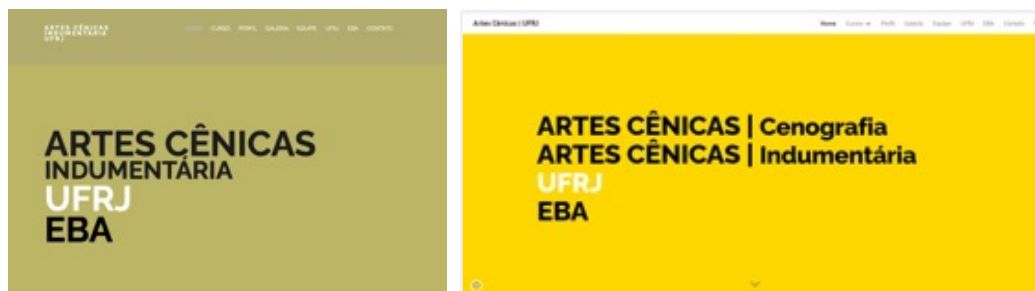 ARTES CÊNICAS
INDUMENTÁRIA
UFRJ
HOME CURSO PERFIL GALERIA EQUIPE UFRJ EBA CONTATO
ARTES CÊNICAS
INDUMENTÁRIA
UFRJ
EBA
Artes Cênicas | UFRJ
Home Curso Perfil Galeria Equipe UFRJ EBA Contato
ARTES CÊNICAS | Cenografia
ARTES CÊNICAS | Indumentária
UFRJ
EBA